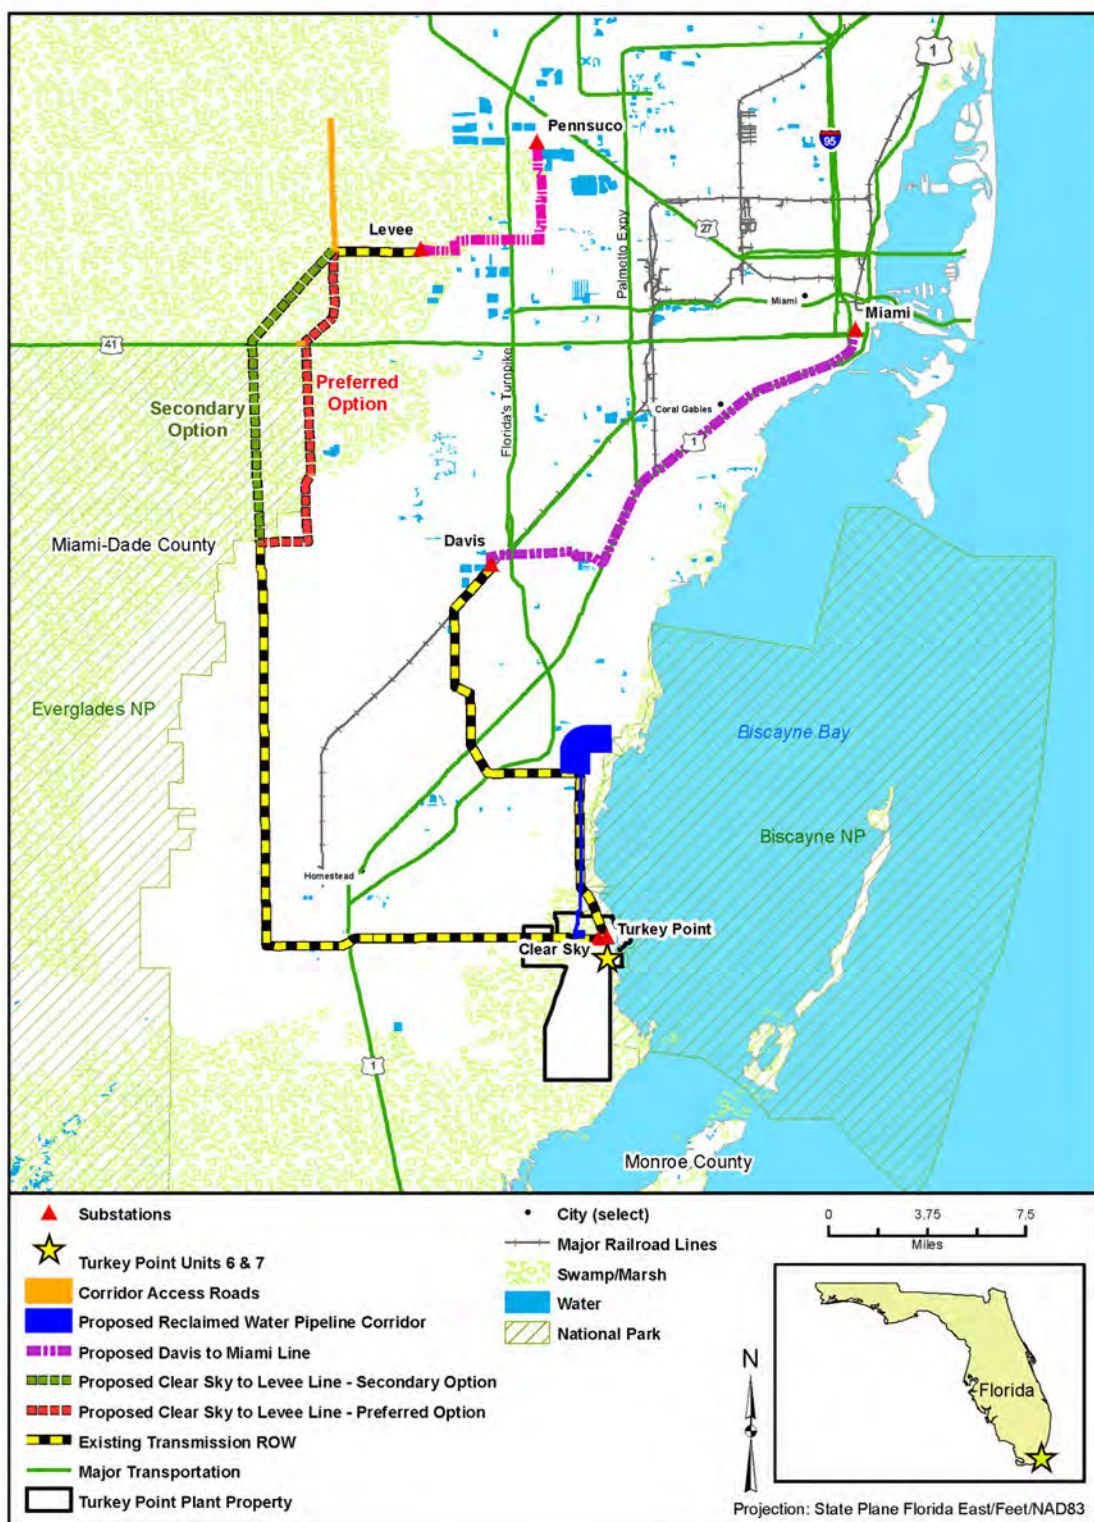 1
Pennsuco
95
Levee
27
Palmetto Expy
Miami
Miami
41
Preferred
Option
Florida's Turnpike
Secondary
Option
Coral Gables
1
Miami-Dade County
Davis
Everglades NP
Biscayne Bay
Biscayne NP
Homestead
Turkey Point
Clear Sky
1
Monroe County
Substations
Turkey Point Units 6 & 7
Corridor Access Roads
Proposed Reclaimed Water Pipeline Corridor
Proposed Davis to Miami Line
Proposed Clear Sky to Levee Line - Secondary Option
Proposed Clear Sky to Levee Line - Preferred Option
Existing Transmission ROW
Major Transportation
Turkey Point Plant Property
City (select)
Major Railroad Lines
Swamp/Marsh
Water
National Park
0 3.75 7.5
Miles
N
Florida
Projection: State Plane Florida East/Feet/NAD83